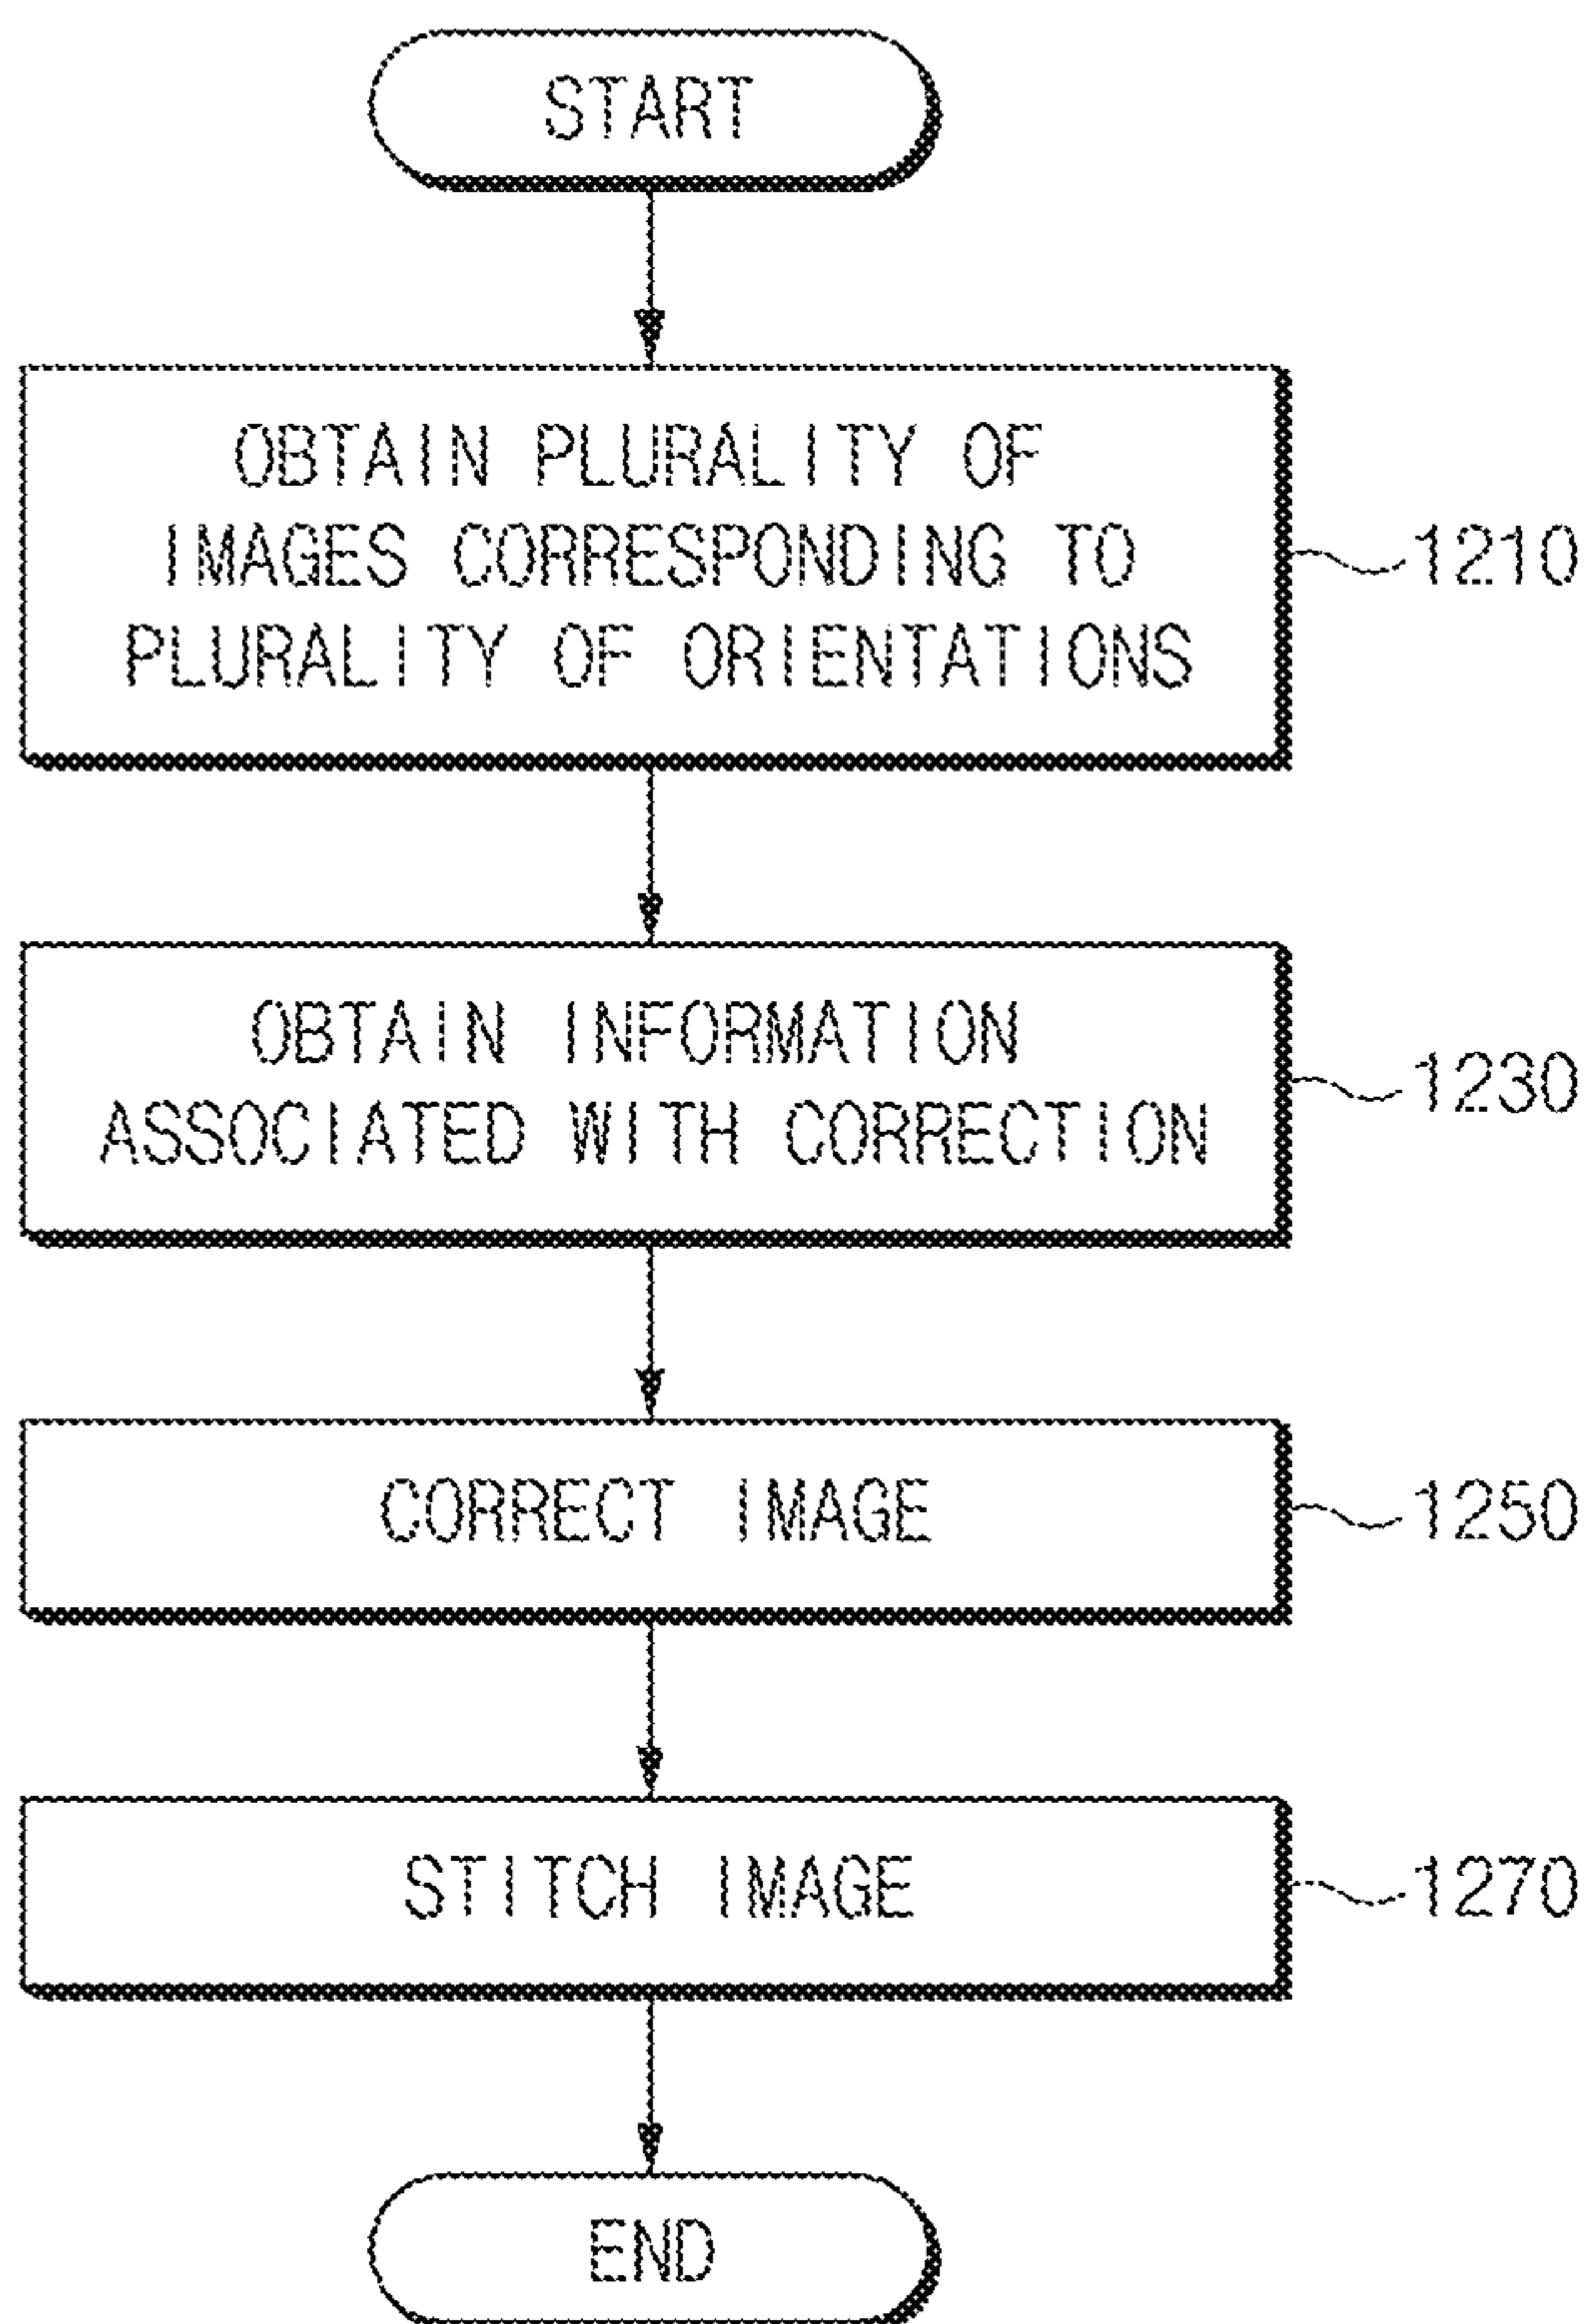 START
OBTAIN PLURALITY OF
IMAGES CORRESPONDING TO
PLURALITY OF ORIENTATIONS
1210
OBTAIN INFORMATION
ASSOCIATED WITH CORRECTION
1230
CORRECT IMAGE
1250
STITCH IMAGE
1270
END